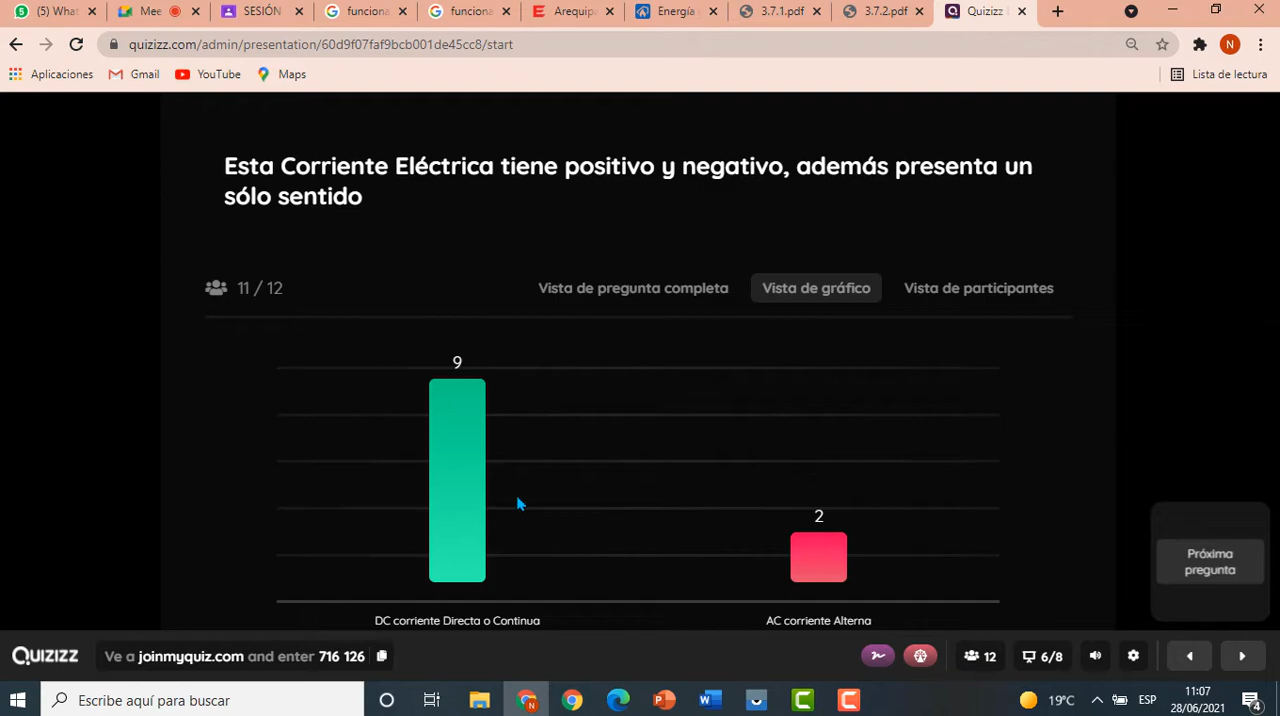 (5) What
Mee
SESIÓN
funciona
funciona
Arequipa
Energía
3.7.1.pdf
3.7.2.pdf
Quizizz
quizizz.com/admin/presentation/60d9f07faf9bcb001de45cc8/start
N
Aplicaciones
Gmail
YouTube
Maps
Lista de lectura
Esta Corriente Eléctrica tiene positivo y negativo, además presenta un
sólo sentido
11 / 12
Vista de pregunta completa
Vista de gráfico
Vista de participantes
9
2
DC corriente Directa o Continua
AC corriente Alterna
Próxima
pregunta
QUIZIZZ
Ve a joinmyquiz.com and enter 716 126
12
6/8
Escribe aquí para buscar
19°C
ESP
11:07
28/06/2021
4